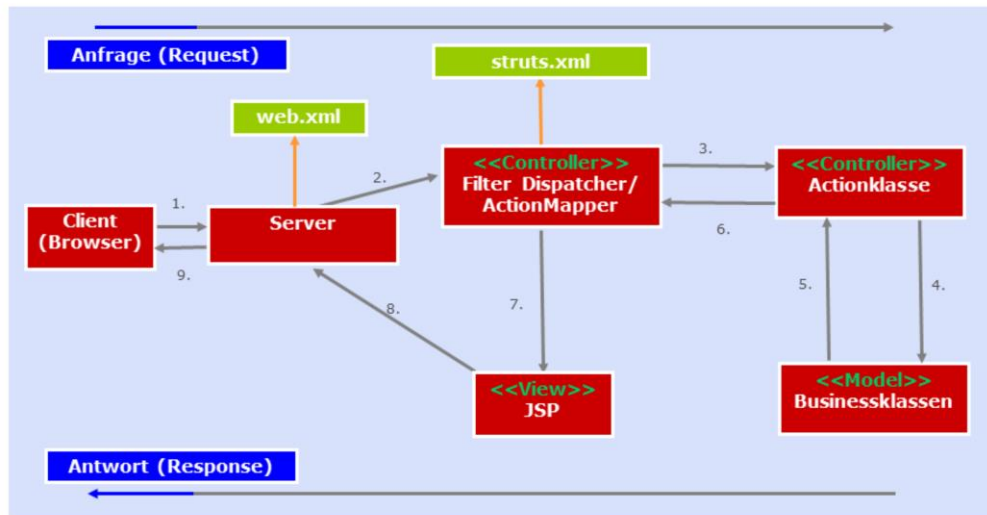 Anfrage (Request)
struts.xml
web.xml
<<Controller>>
Filter Dispatcher/
ActionMapper
3.
<<Controller>>
Actionklasse
2.
1.
Client
(Browser)
Server
6.
9.
8.
7.
5.
4.
<<View>>
JSP
<<Model>>
Businessklassen
Antwort (Response)